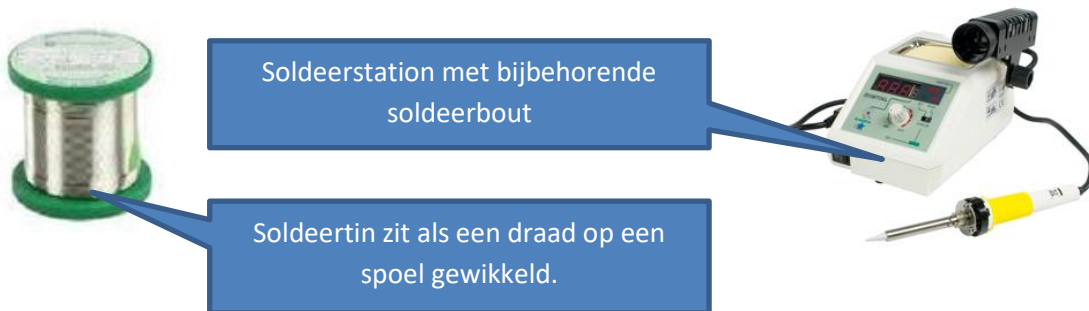 Soldeerstation met bijbehorende
soldeerbout
Soldeertin zit als een draad op een
spoel gewikkeld.